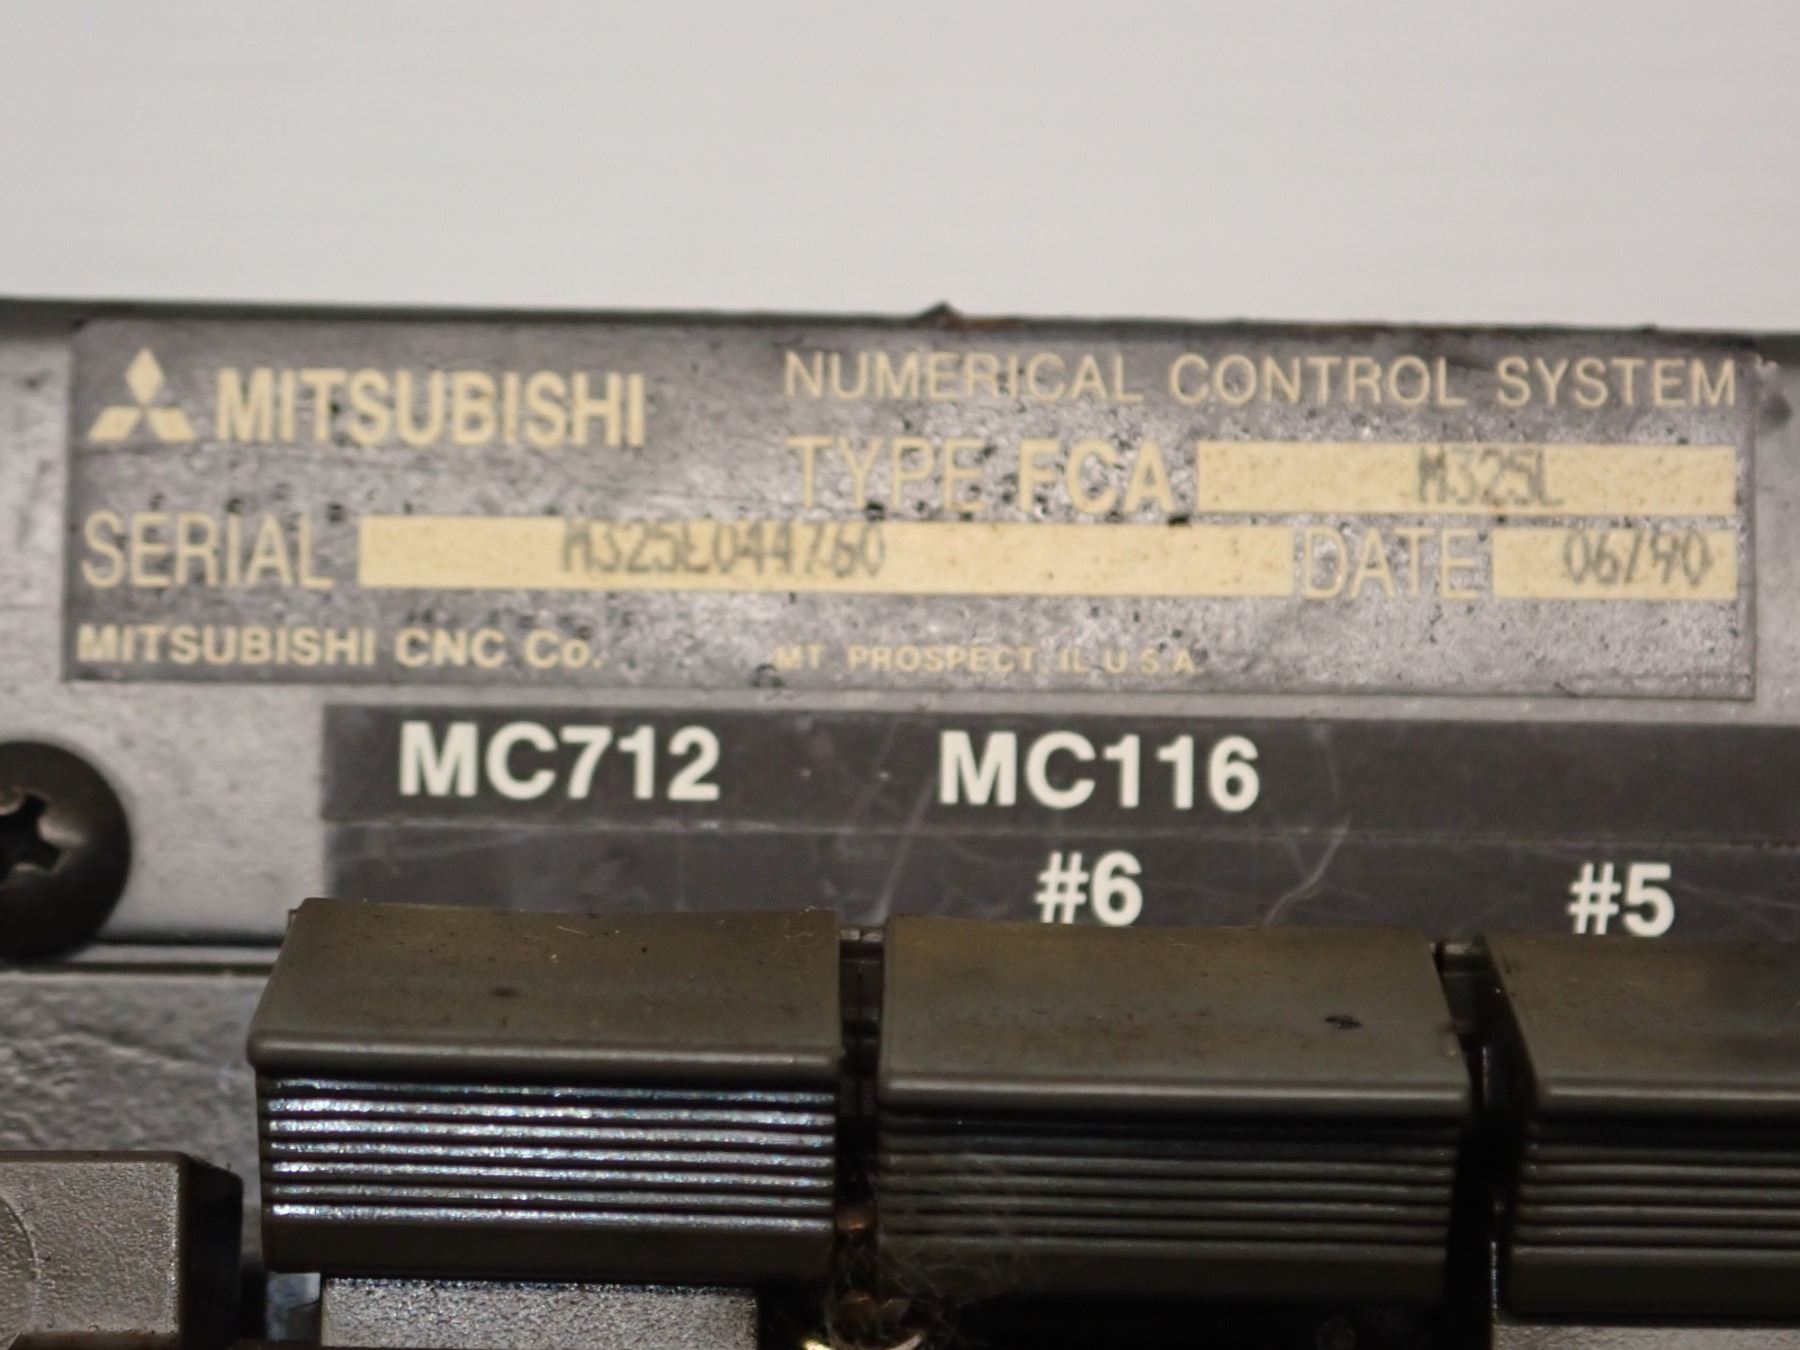 MITSUBISHI NUMERICAL CONTROL SYSTEM
TYPE FCA M325L
SERIAL M325L044760 DATE 06/90
MITSUBISHI CNC Co. MT PROSPECT, IL U S A
MC712 MC116
#6 #5